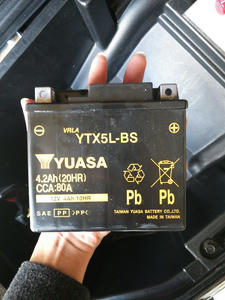 VRLA
YTX5L-BS
YUASA
4.2Ah(20HR)
CCA:80A
12V 4Ah 10HR
Pb Pb
SAE PP >PP<
TAIWAN YUASA BATTERY CO.,LTD.
MADE IN TAIWAN